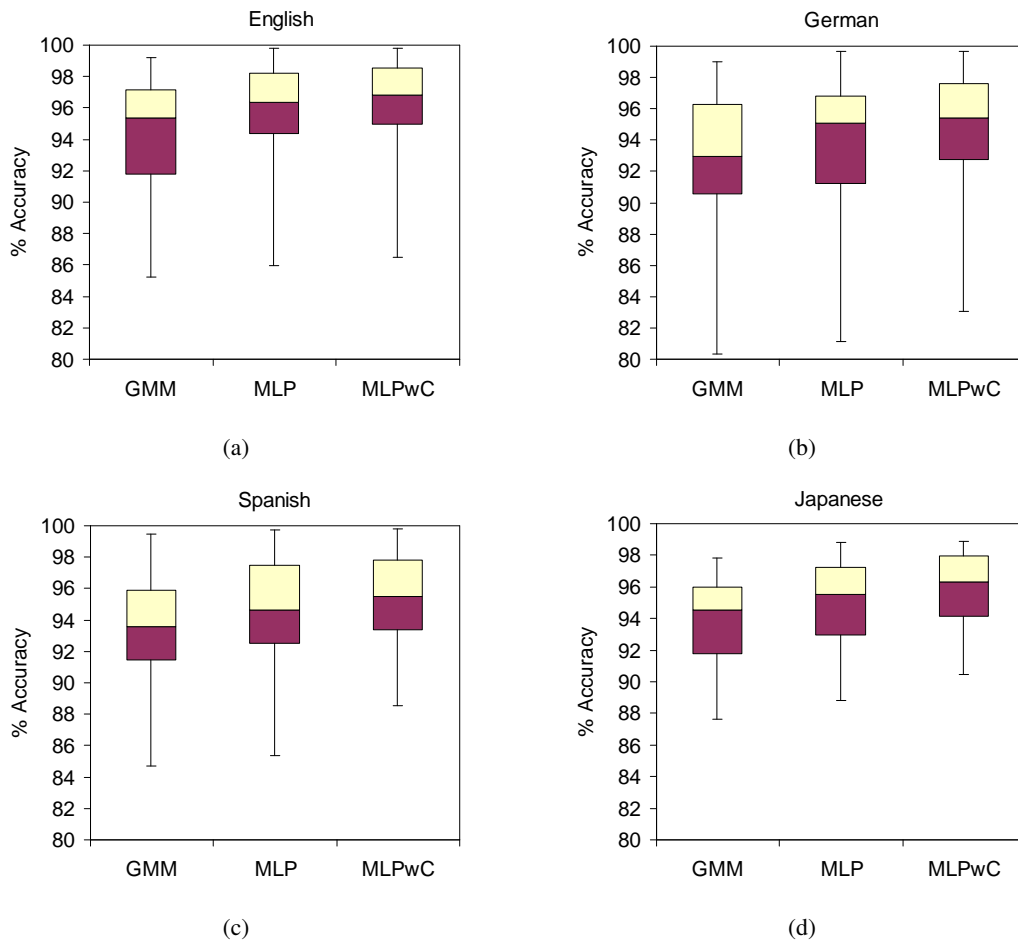 English
100
98
96
94
92
90
88
86
84
82
80
% Accuracy
GMM MLP MLPwC
(a)
German
100
98
96
94
92
90
88
86
84
82
80
% Accuracy
GMM MLP MLPwC
(b)
Spanish
100
98
96
94
92
90
88
86
84
82
80
% Accuracy
GMM MLP MLPwC
(c)
Japanese
100
98
96
94
92
90
88
86
84
82
80
% Accuracy
GMM MLP MLPwC
(d)